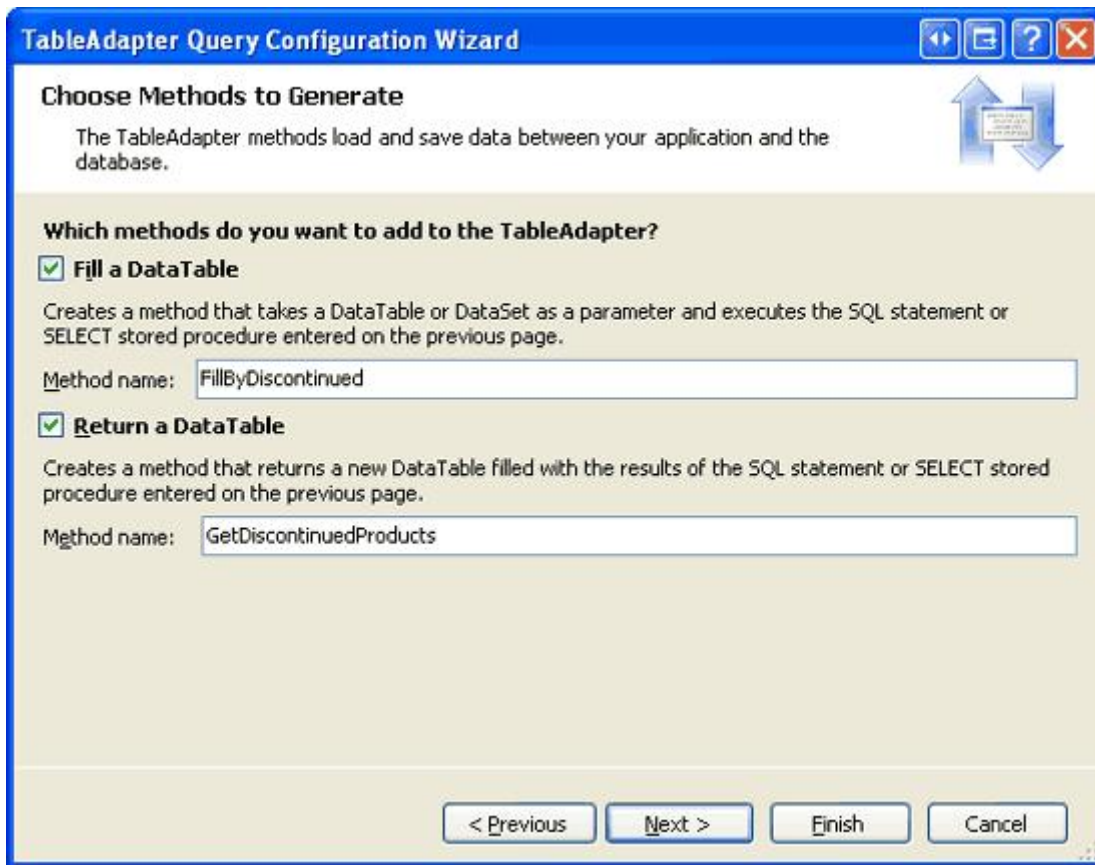 TableAdapter Query Configuration Wizard
Choose Methods to Generate
The TableAdapter methods load and save data between your application and the
database.
Which methods do you want to add to the TableAdapter?
Fill a DataTable
Creates a method that takes a DataTable or DataSet as a parameter and executes the SQL statement or
SELECT stored procedure entered on the previous page.
Method name: FillByDiscontinued
Return a DataTable
Creates a method that returns a new DataTable filled with the results of the SQL statement or SELECT stored
procedure entered on the previous page.
Method name: GetDiscontinuedProducts
< Previous Next > Finish Cancel